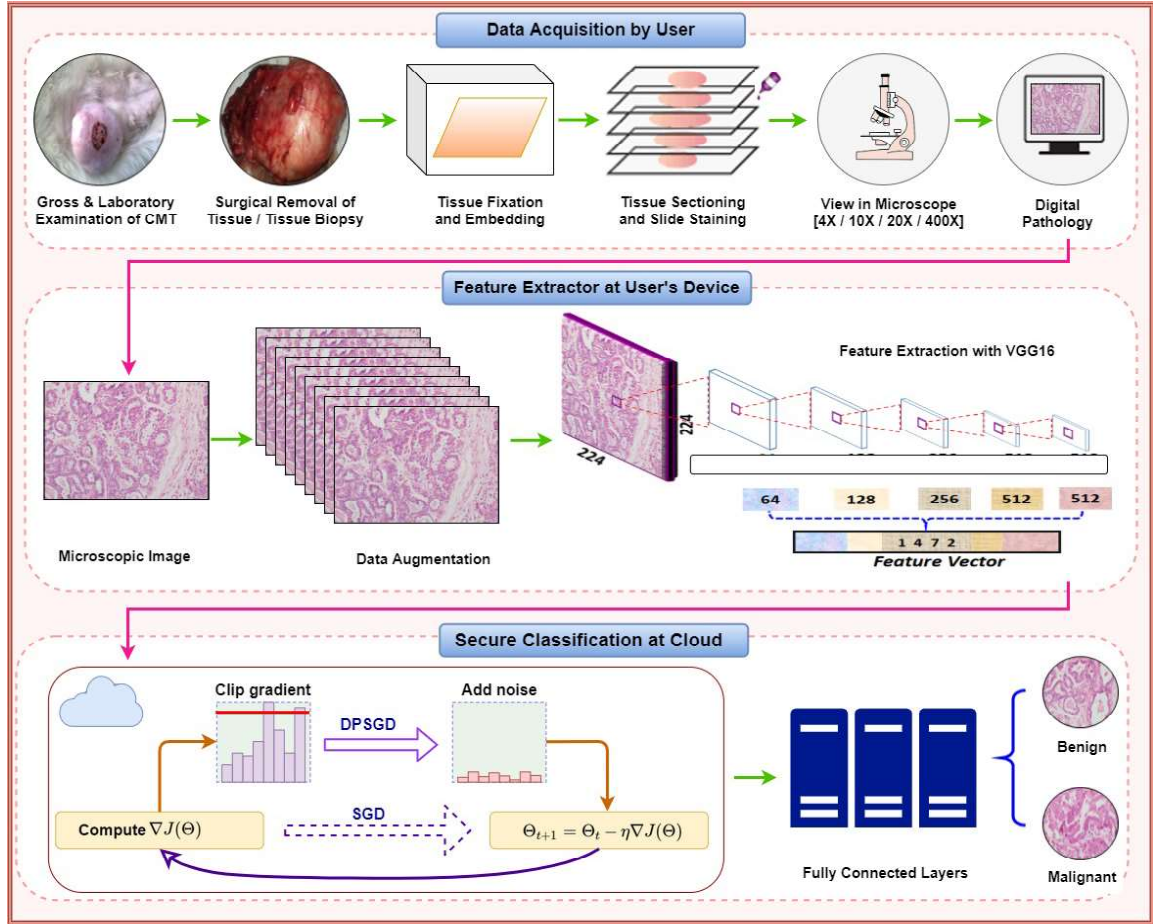 Data Acquisition by User
Gross & Laboratory
Examination of CMT
Surgical Removal of
Tissue / Tissue Biopsy
Tissue Fixation
and Embedding
Tissue Sectioning
and Slide Staining
View in Microscope
[4X / 10X / 20X / 400X]
Digital
Pathology
Feature Extractor at User's Device
Feature Extraction with VGG16
224
224
64
128
256
512
512
1 4 7 2
Feature Vector
Microscopic Image
Data Augmentation
Secure Classification at Cloud
Clip gradient
Add noise
DPSGD
SGD
Compute ∇J(Θ)
Θₜ₊₁ = Θₜ − η∇J(Θ)
Fully Connected Layers
Benign
Malignant